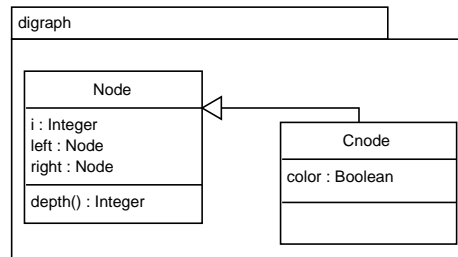 digraph
Node
i : Integer
left : Node
right : Node
depth() : Integer
Cnode
color : Boolean